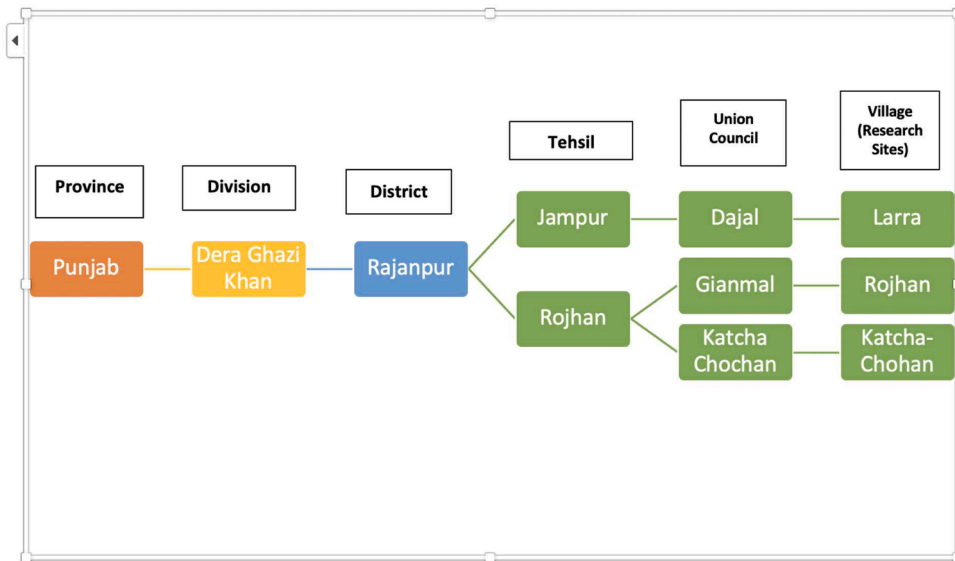 Province
Division
District
Tehsil
Union
Council
Village
(Research
Sites)
Punjab
Dera Ghazi
Khan
Rajanpur
Jampur
Dajal
Larra
Rojhan
Gianmal
Rojhan
Katcha
Chochan
Katcha-
Chohan